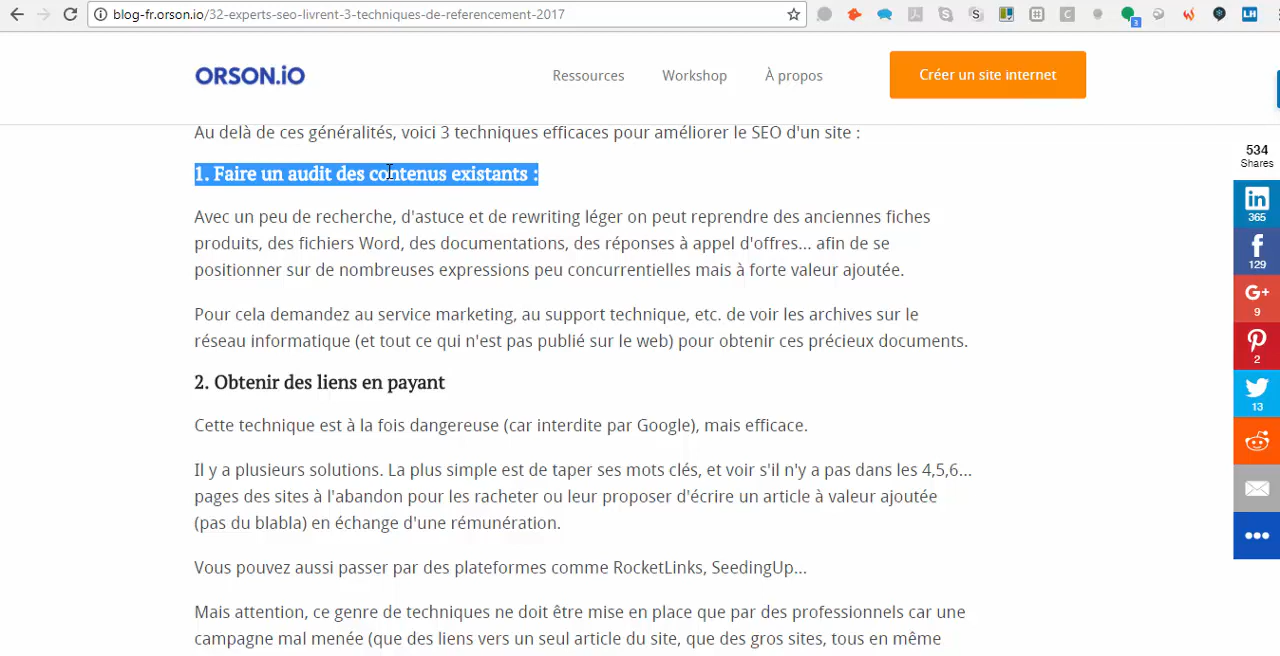 blog-fr.orson.io/32-experts-seo-livrent-3-techniques-de-referencement-2017
S
C
3
LH
ORSON.iO
Ressources
Workshop
À propos
Créer un site internet
Au delà de ces généralités, voici 3 techniques efficaces pour améliorer le SEO d'un site :
1. Faire un audit des contenus existants :
Avec un peu de recherche, d'astuce et de rewriting léger on peut reprendre des anciennes fiches
produits, des fichiers Word, des documentations, des réponses à appel d'offres... afin de se
positionner sur de nombreuses expressions peu concurrentielles mais à forte valeur ajoutée.
Pour cela demandez au service marketing, au support technique, etc. de voir les archives sur le
réseau informatique (et tout ce qui n'est pas publié sur le web) pour obtenir ces précieux documents.
2. Obtenir des liens en payant
Cette technique est à la fois dangereuse (car interdite par Google), mais efficace.
Il y a plusieurs solutions. La plus simple est de taper ses mots clés, et voir s'il n'y a pas dans les 4,5,6...
pages des sites à l'abandon pour les racheter ou leur proposer d'écrire un article à valeur ajoutée
(pas du blabla) en échange d'une rémunération.
Vous pouvez aussi passer par des plateformes comme RocketLinks, SeedingUp...
Mais attention, ce genre de techniques ne doit être mise en place que par des professionnels car une
campagne mal menée (que des liens vers un seul article du site, que des gros sites, tous en même
534
Shares
in
365
f
129
G+
9
2
13